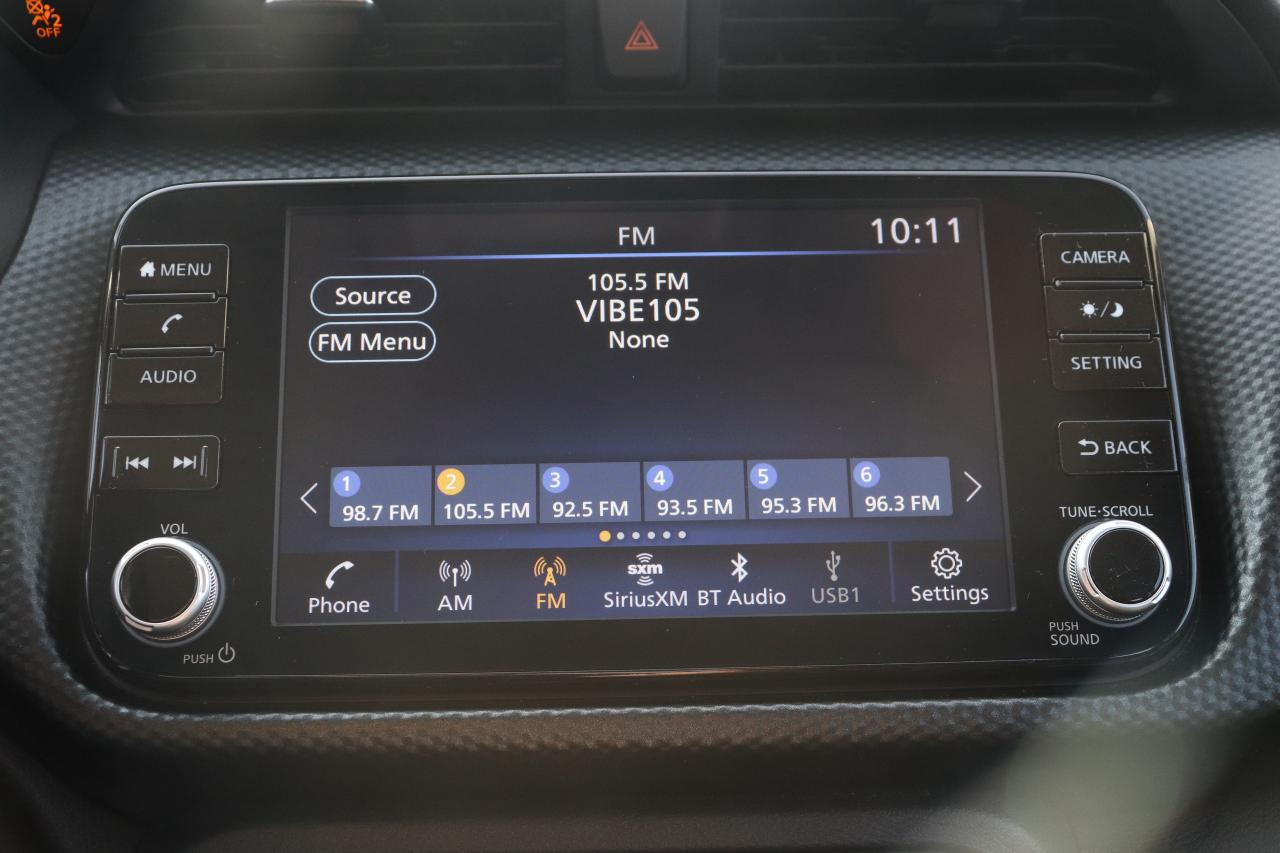 2
OFF
FM
10:11
MENU
CAMERA
Source
105.5 FM
VIBE105
FM Menu
None
AUDIO
SETTING
BACK
1
2
3
4
5
6
98.7 FM
105.5 FM
92.5 FM
93.5 FM
95.3 FM
96.3 FM
VOL
TUNE·SCROLL
sxm
Phone
AM
FM
SiriusXM
BT Audio
USB1
Settings
PUSH
PUSH
SOUND